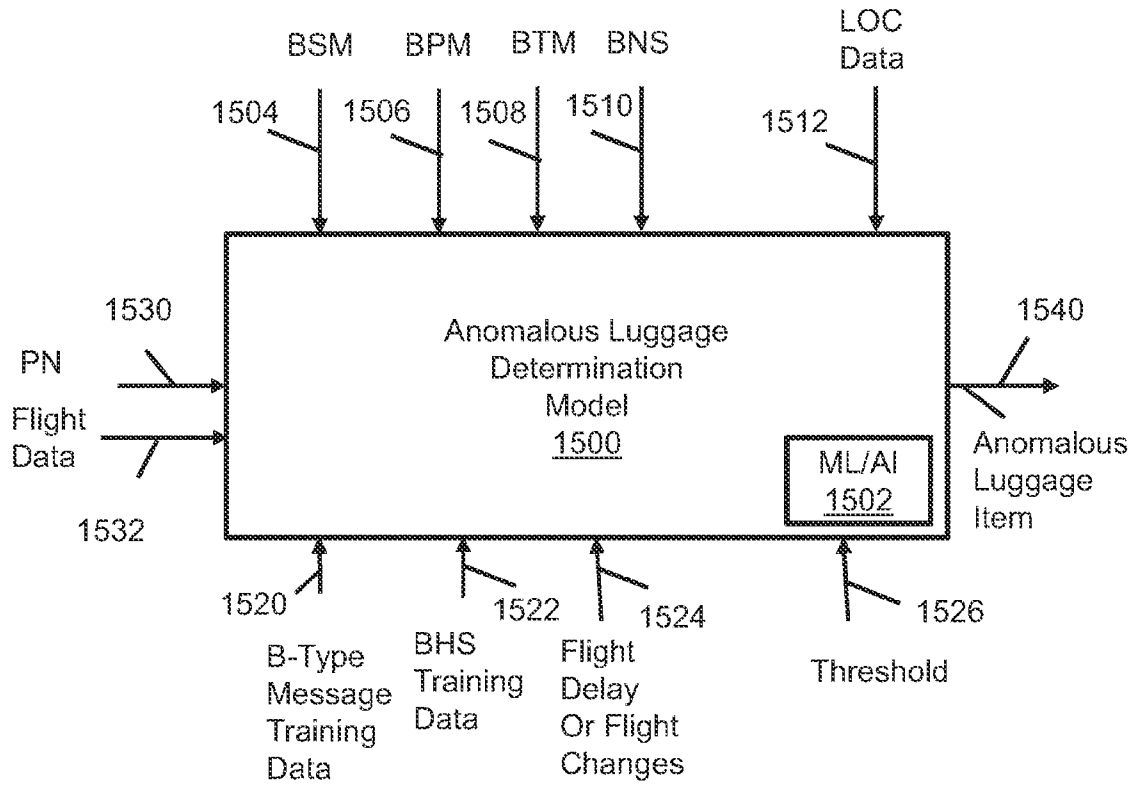 BSM
BPM
BTM
BNS
LOC
Data
1504
1506
1508
1510
1512
1530
PN
Flight
Data
1532
Anomalous Luggage
Determination
Model
1500
ML/AI
1502
1540
Anomalous
Luggage
Item
1520
B-Type
Message
Training
Data
1522
BHS
Training
Data
1524
Flight
Delay
Or Flight
Changes
1526
Threshold